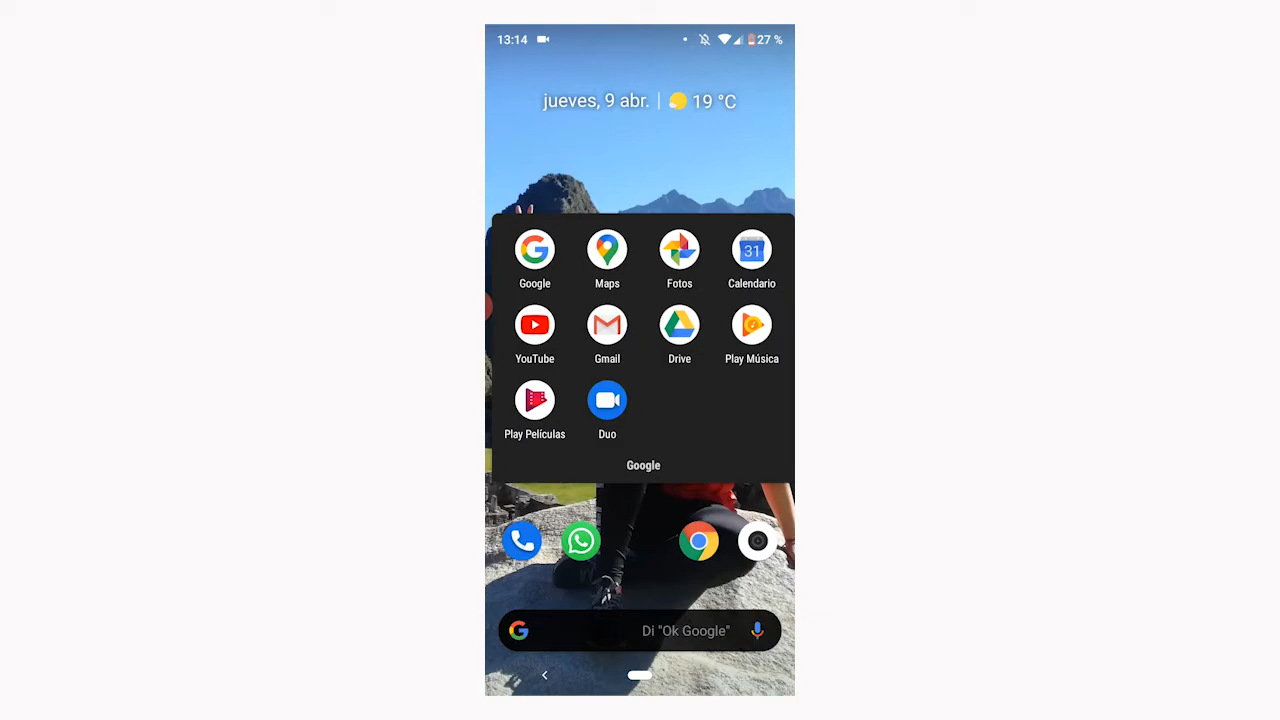 13:14 27 %
jueves, 9 abr. | 19 °C
Google Maps Fotos Calendario
31
YouTube Gmail Drive Play Música
Play Películas Duo
Google
Di "Ok Google"